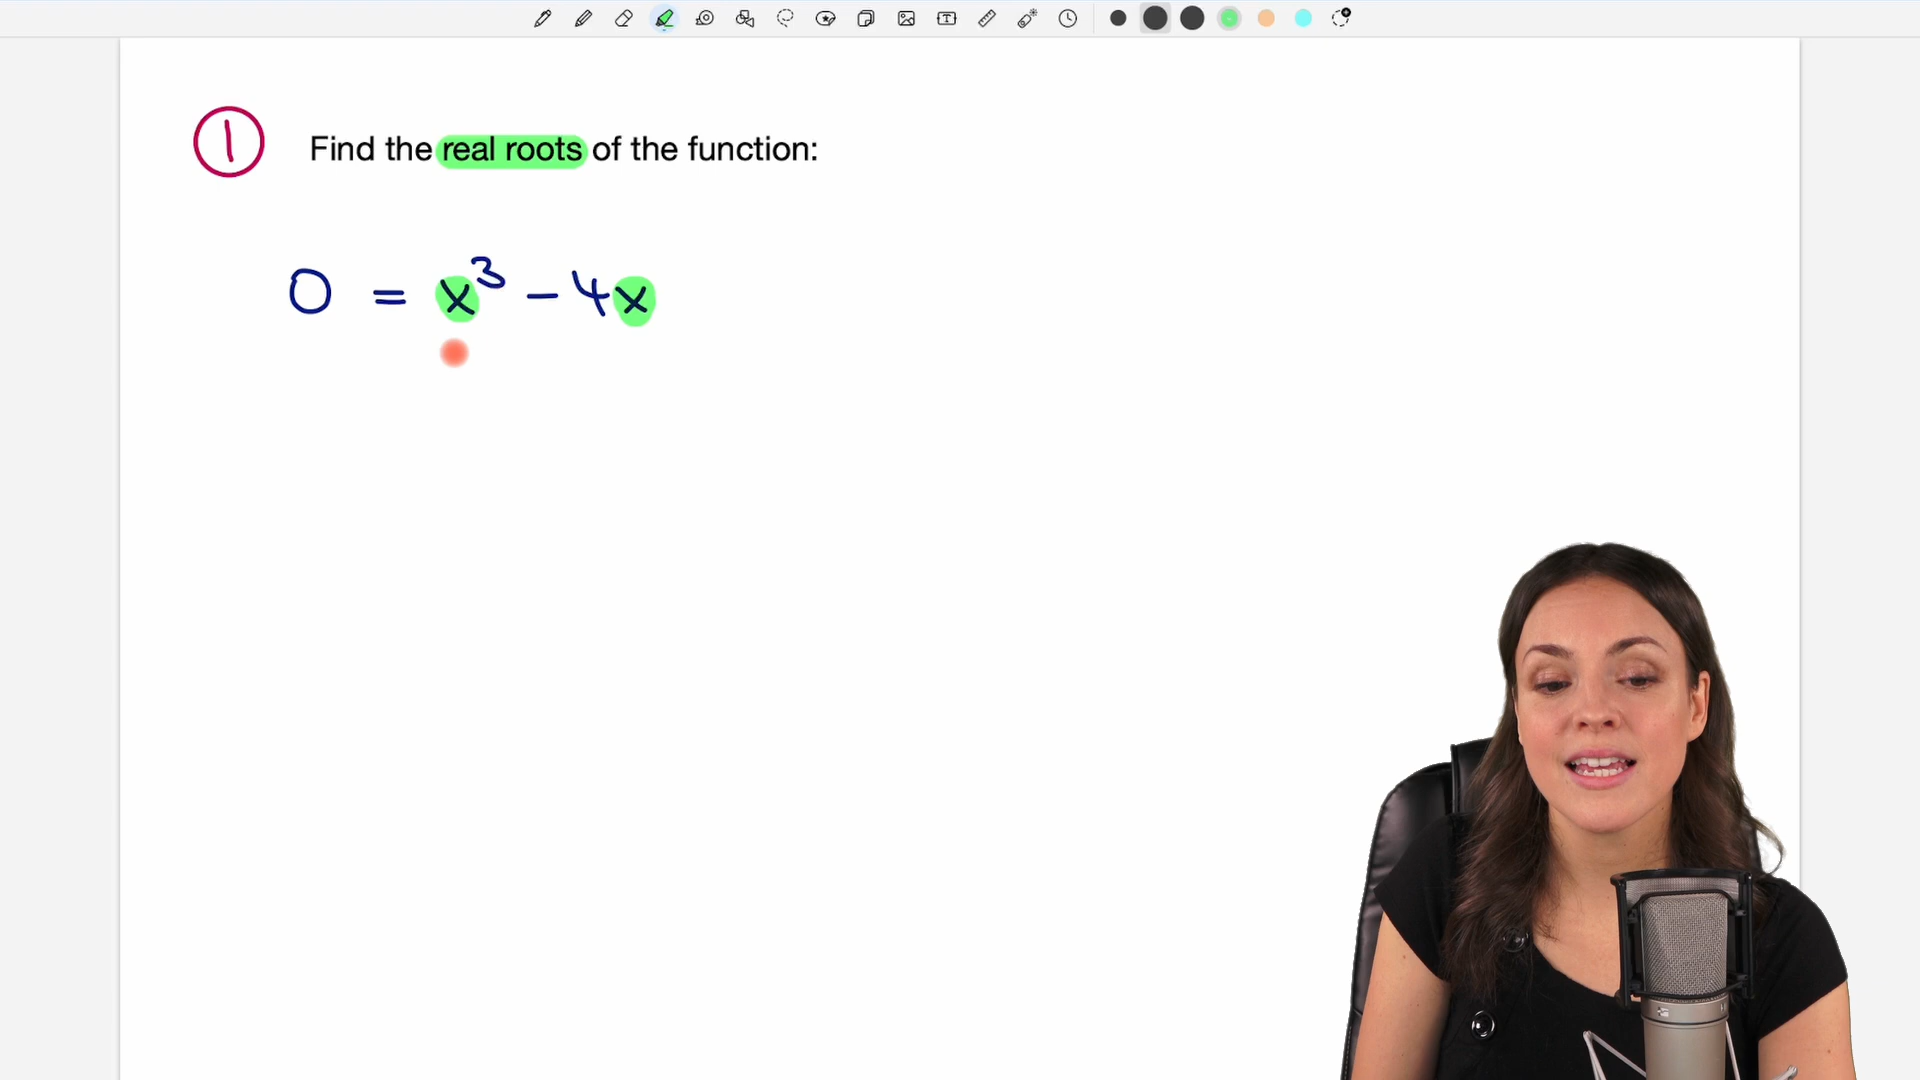 1 Find the real roots of the function:
0 = x³ - 4x